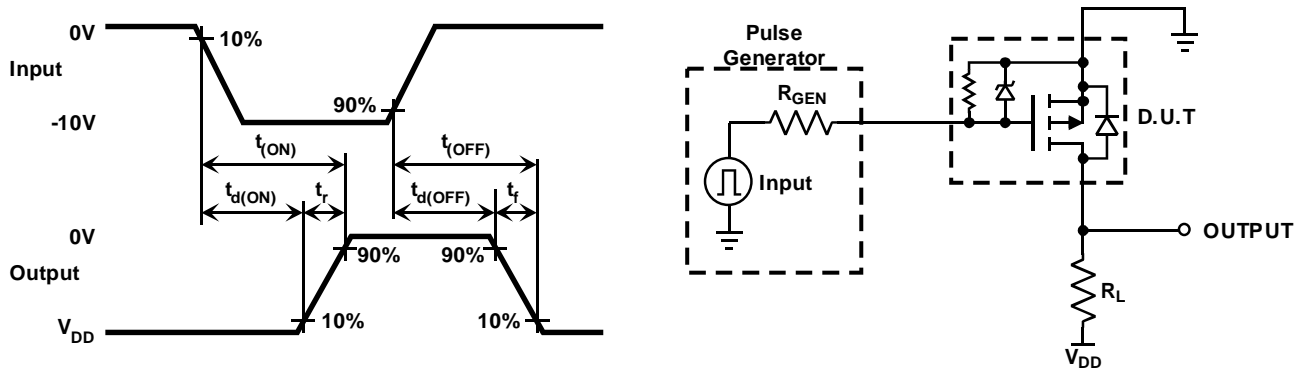 0V
10%
Input
90%
-10V
t(ON)
t(OFF)
td(ON)
tr
td(OFF)
tf
0V
90%
90%
Output
10%
10%
VDD
Pulse
Generator
RGEN
Input
D.U.T
OUTPUT
RL
VDD